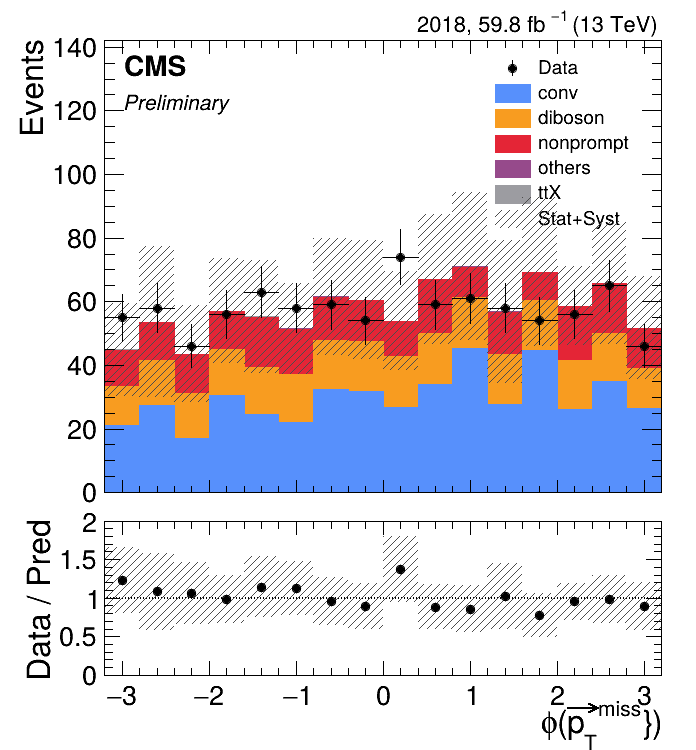 2018, 59.8 fb⁻¹ (13 TeV)
Events
140
120
100
80
60
40
20
0
CMS
Preliminary
Data
conv
diboson
nonprompt
others
ttX
Stat+Syst
Data / Pred
2
1.5
1
0.5
0
−3 −2 −1 0 1 2 3
ϕ(p_T^miss})